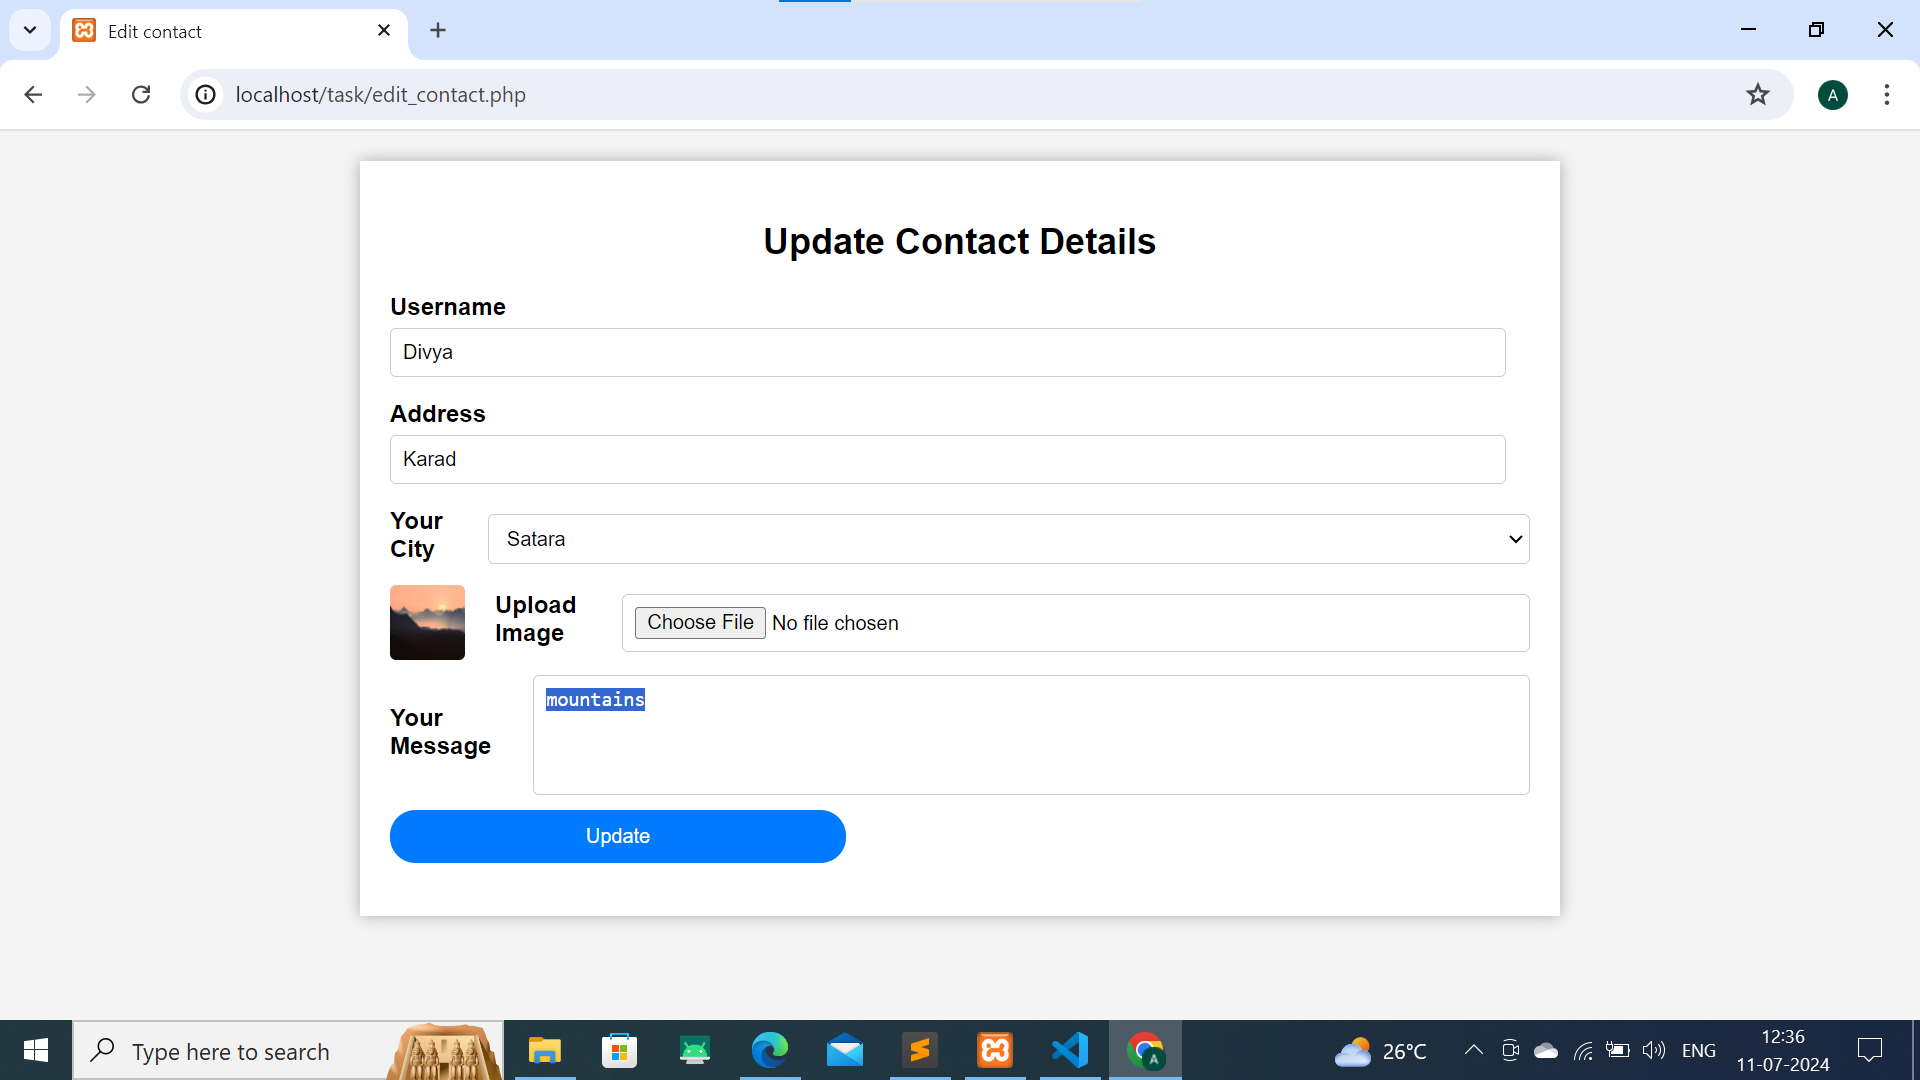 Edit contact
localhost/task/edit_contact.php
A
Update Contact Details
Username
Divya
Address
Karad
Your
City
Satara
Upload
Image
Choose File No file chosen
Your
Message
mountains
Update
Type here to search
A
26°C
ENG
12:36
11-07-2024